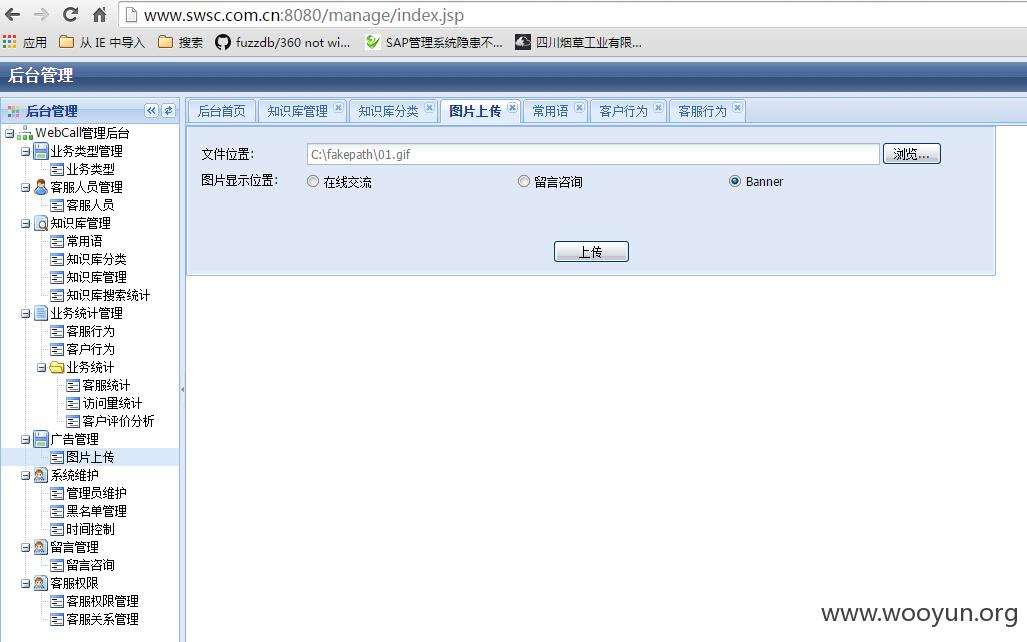 www.swsc.com.cn:8080/manage/index.jsp
应用 从 IE 中导入 搜索 fuzzdb/360 not wi... SAP管理系统隐患不... 四川烟草工业有限...
后台管理
后台管理
后台首页 知识库管理 知识库分类 图片上传 常用语 客户行为 客服行为
WebCall管理后台
业务类型管理
业务类型
客服人员管理
客服人员
知识库管理
常用语
知识库分类
知识库管理
知识库搜索统计
业务统计管理
客服行为
客户行为
业务统计
客服统计
访问量统计
客户评价分析
广告管理
图片上传
系统维护
管理员维护
黑名单管理
时间控制
留言管理
留言咨询
客服权限
客服权限管理
客服关系管理
文件位置: C:\fakepath\01.gif 浏览...
图片显示位置: 在线交流 留言咨询 Banner
上传
www.wooyun.org